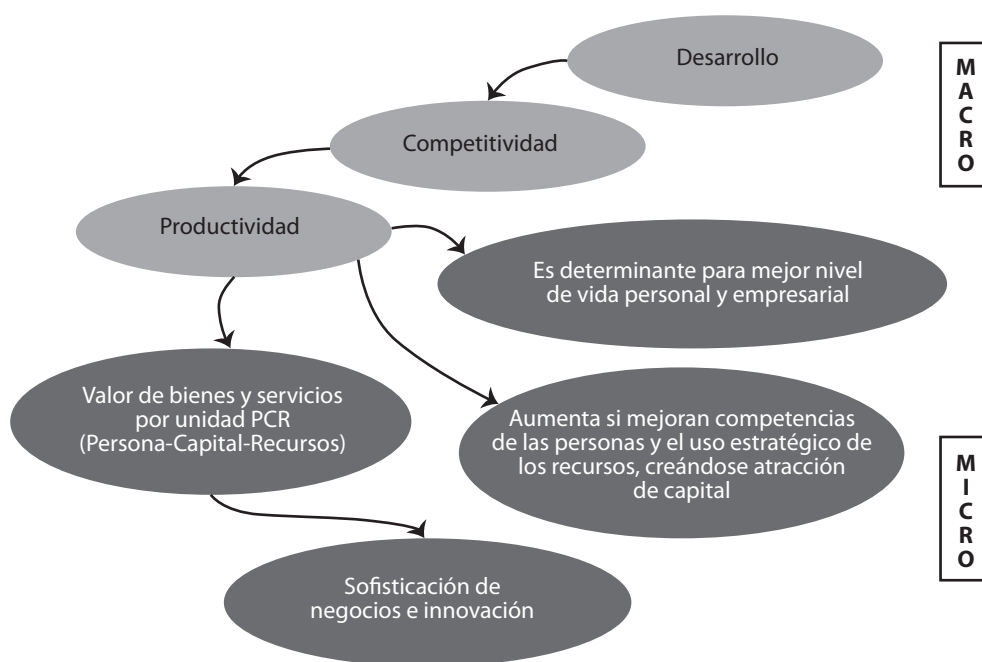 Desarrollo
MACRO
Competitividad
Productividad
Es determinante para mejor nivel
de vida personal y empresarial
Valor de bienes y servicios
por unidad PCR
(Persona-Capital-Recursos)
Aumenta si mejoran competencias
de las personas y el uso estratégico de
los recursos, creándose atracción
de capital
MICRO
Sofisticación de
negocios e innovación